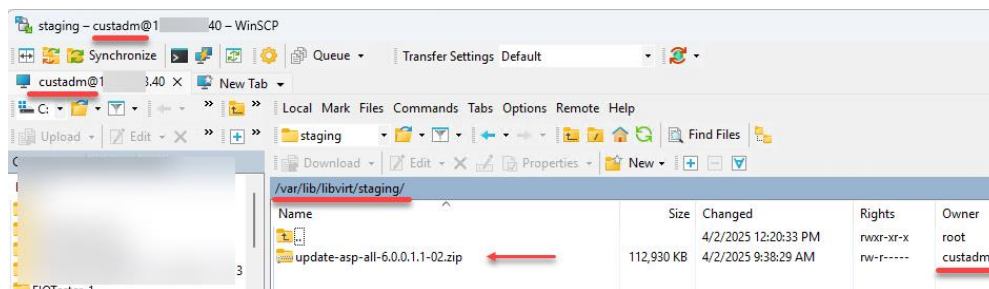 staging – custadm@1 40 – WinSCP
Synchronize Queue Transfer Settings Default
custadm@1 3.40 × New Tab
C: » » Local Mark Files Commands Tabs Options Remote Help
Upload Edit » » staging Find Files
Download Edit Properties New
/var/lib/libvirt/staging/
Name Size Changed Rights Owner
.. 4/2/2025 12:20:33 PM rwxr-xr-x root
update-asp-all-6.0.0.1.1-02.zip 112,930 KB 4/2/2025 9:38:29 AM rw-r----- custadm
3